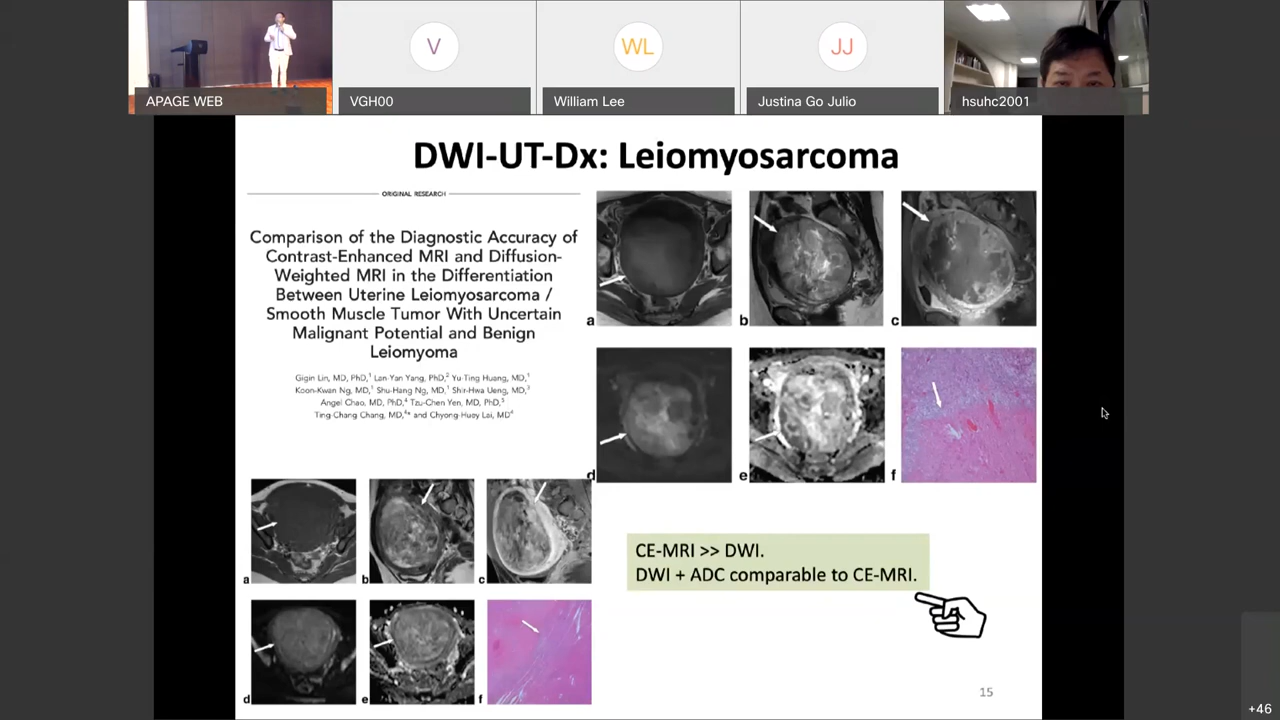 V
WL
JJ
APAGE WEB
VGH00
William Lee
Justina Go Julio
hsuhc2001
DWI-UT-Dx: Leiomyosarcoma
ORIGINAL RESEARCH
Comparison of the Diagnostic Accuracy of
Contrast-Enhanced MRI and Diffusion-
Weighted MRI in the Differentiation
Between Uterine Leiomyosarcoma /
Smooth Muscle Tumor With Uncertain
Malignant Potential and Benign
Leiomyoma
Gigin Lin, MD, PhD,1 Lan-Yan Yang, PhD,2 Yu-Ting Huang, MD,1
Koon-Kwan Ng, MD,1 Shu-Hang Ng, MD,1 Shir-Hwa Ueng, MD,3
Angel Chao, MD, PhD,4 Tzu-Chen Yen, MD, PhD,5
Ting-Chang Chang, MD,4* and Chyong-Huey Lai, MD4
a
b
c
d
e
f
a
b
c
d
e
f
CE-MRI >> DWI.
DWI + ADC comparable to CE-MRI.
15
+46